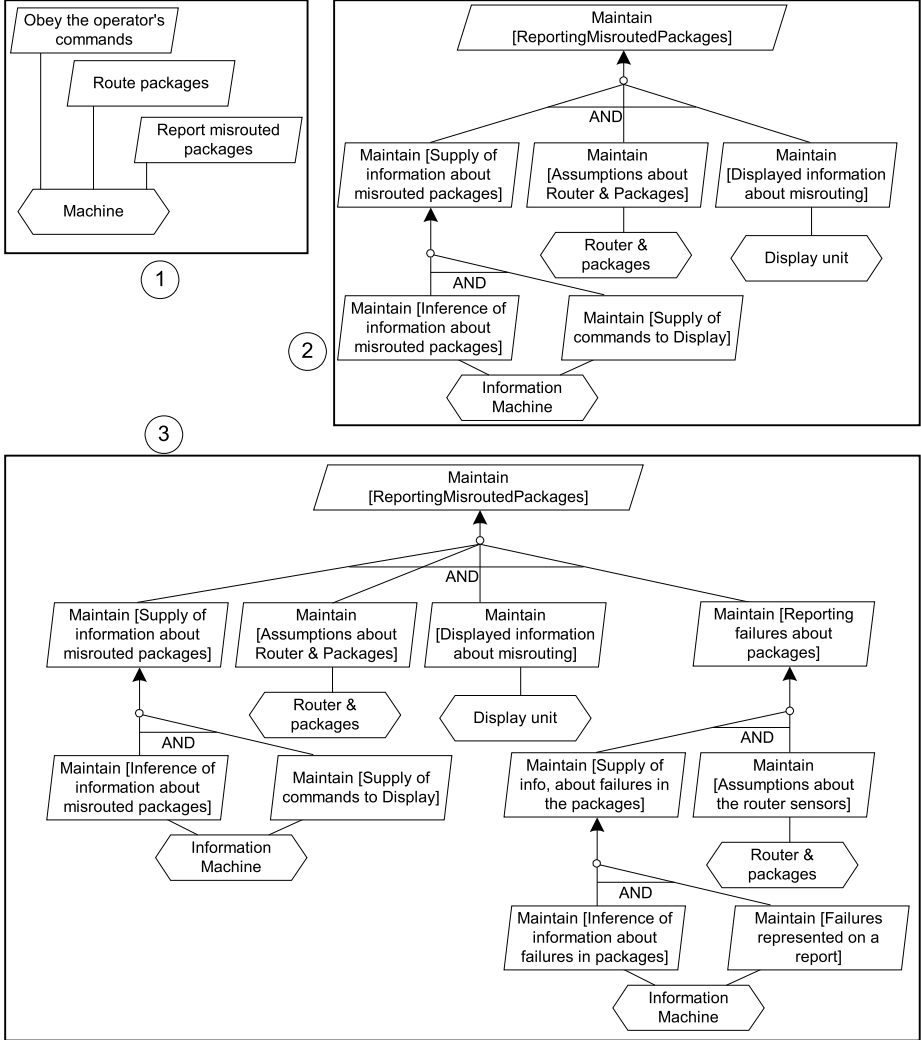 Obey the operator's
commands
Route packages
Report misrouted
packages
Machine
1
Maintain
[ReportingMisroutedPackages]
AND
Maintain [Supply of
information about
misrouted packages]
Maintain
[Assumptions about
Router & Packages]
Maintain
[Displayed information
about misrouting]
Router &
packages
Display unit
AND
Maintain [Inference of
information about
misrouted packages]
Maintain [Supply of
commands to Display]
Information
Machine
2
3
Maintain
[ReportingMisroutedPackages]
AND
Maintain [Supply of
information about
misrouted packages]
Maintain
[Assumptions about
Router & Packages]
Maintain
[Displayed information
about misrouting]
Maintain [Reporting
failures about
packages]
Router &
packages
Display unit
AND
Maintain [Inference of
information about
misrouted packages]
Maintain [Supply of
commands to Display]
Information
Machine
AND
Maintain [Supply of
info, about failures in
the packages]
Maintain
[Assumptions about
the router sensors]
Router &
packages
AND
Maintain [Inference of
information about
failures in packages]
Maintain [Failures
represented on a
report]
Information
Machine